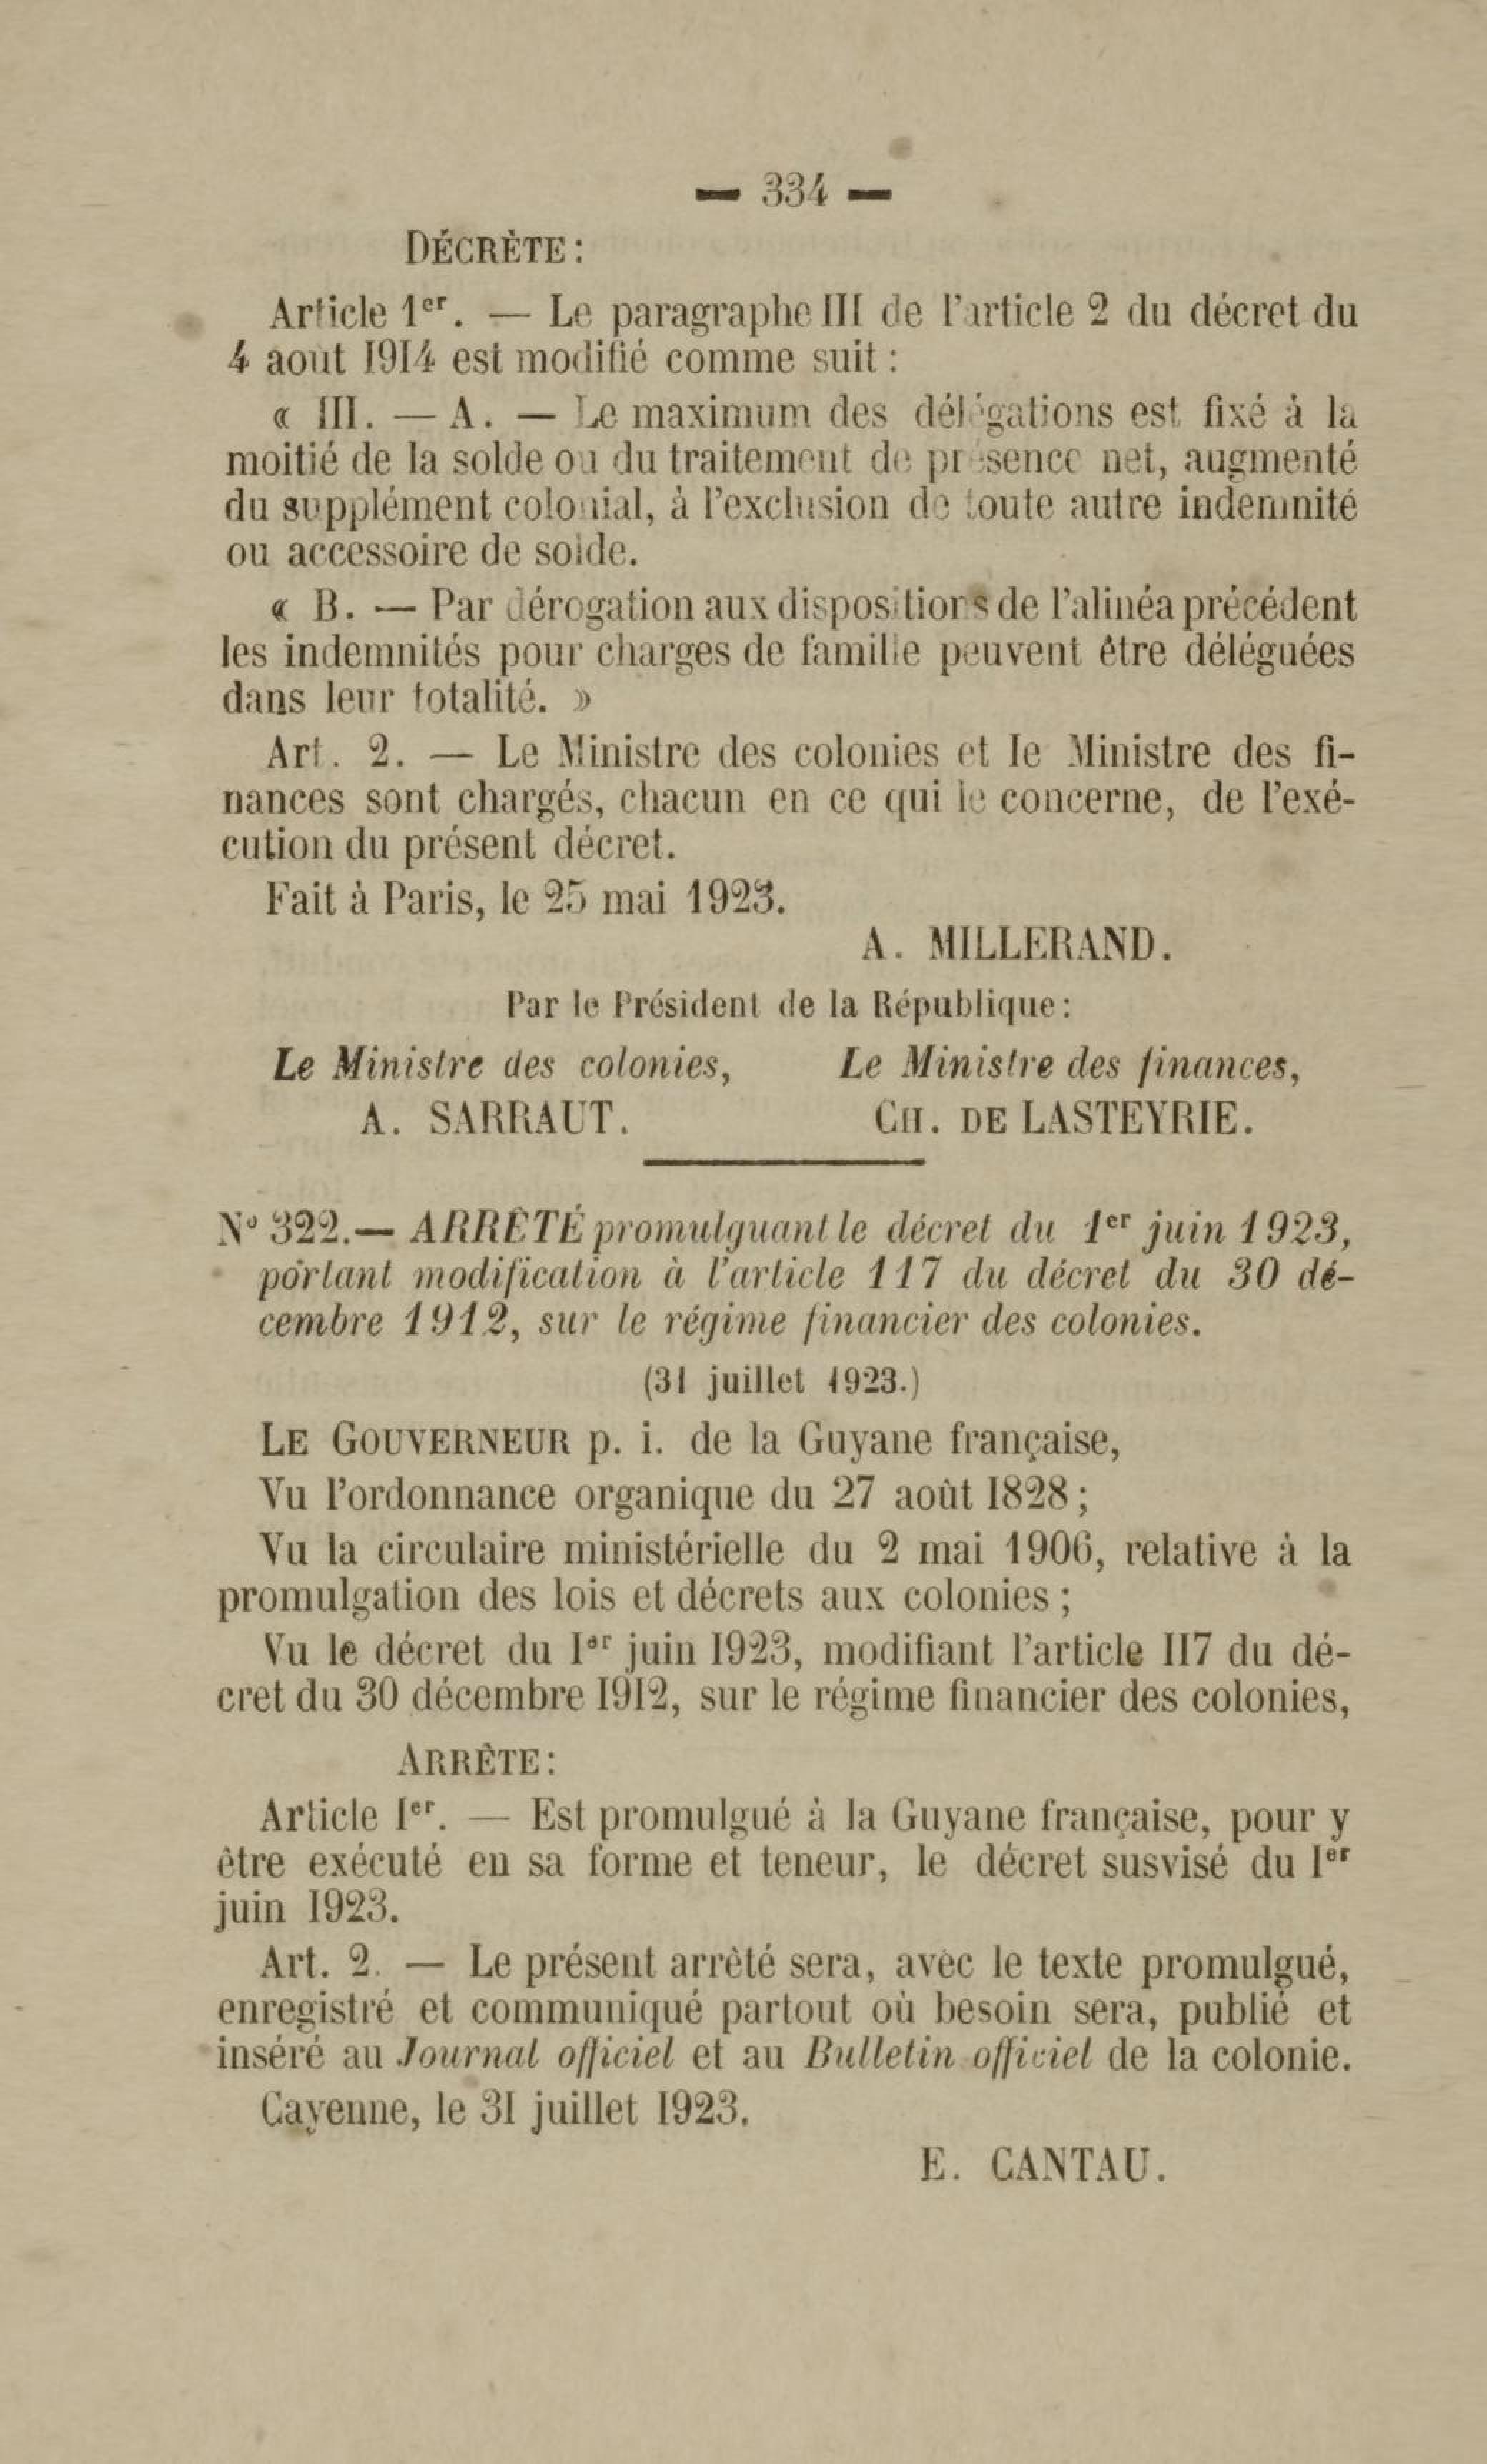 — 334 —
DÉCRÈTE :
Article 1er. — Le paragraphe III de l'article 2 du décret du
4 août 1914 est modifié comme suit :
« III. — A. — Le maximum des délégations est fixé à la
moitié de la solde ou du traitement de présence net, augmenté
du supplément colonial, à l'exclusion de toute autre indemnité
ou accessoire de solde.
« B. — Par dérogation aux dispositions de l'alinéa précédent
les indemnités pour charges de famille peuvent être déléguées
dans leur totalité. »
Art. 2. — Le Ministre des colonies et le Ministre des fi-
nances sont chargés, chacun en ce qui le concerne, de l'exé-
cution du présent décret.
Fait à Paris, le 25 mai 1923.
A. MILLERAND.
Par le Président de la République :
Le Ministre des colonies, Le Ministre des finances,
A. SARRAUT. CH. DE LASTEYRIE.
N° 322. — ARRÊTÉ promulguant le décret du 1er juin 1923,
portant modification à l'article 117 du décret du 30 dé-
cembre 1912, sur le régime financier des colonies.
(31 juillet 1923.)
LE GOUVERNEUR p. i. de la Guyane française,
Vu l'ordonnance organique du 27 août 1828 ;
Vu la circulaire ministérielle du 2 mai 1906, relative à la
promulgation des lois et décrets aux colonies ;
Vu le décret du 1er juin 1923, modifiant l'article 117 du dé-
cret du 30 décembre 1912, sur le régime financier des colonies,
ARRÊTE :
Article 1er. — Est promulgué à la Guyane française, pour y
être exécuté en sa forme et teneur, le décret susvisé du 1er
juin 1923.
Art. 2. — Le présent arrêté sera, avec le texte promulgué,
enregistré et communiqué partout où besoin sera, publié et
inséré au Journal officiel et au Bulletin officiel de la colonie.
Cayenne, le 31 juillet 1923.
E. CANTAU.